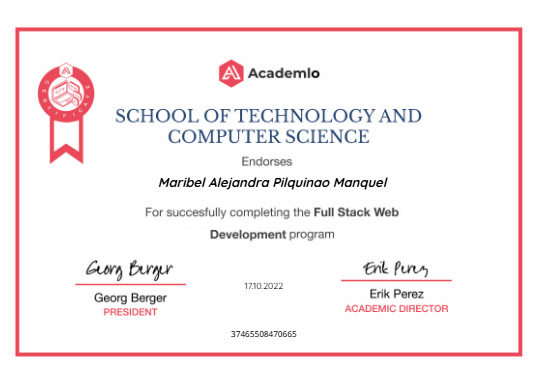 Academlo
CERTIFICATE
SCHOOL OF TECHNOLOGY AND
COMPUTER SCIENCE
Endorses
Maribel Alejandra Pilquinao Manquel
For succesfully completing the Full Stack Web
Development program
Georg Berger
Erik Perez
17.10.2022
Georg Berger
Erik Perez
PRESIDENT
ACADEMIC DIRECTOR
37465508470665